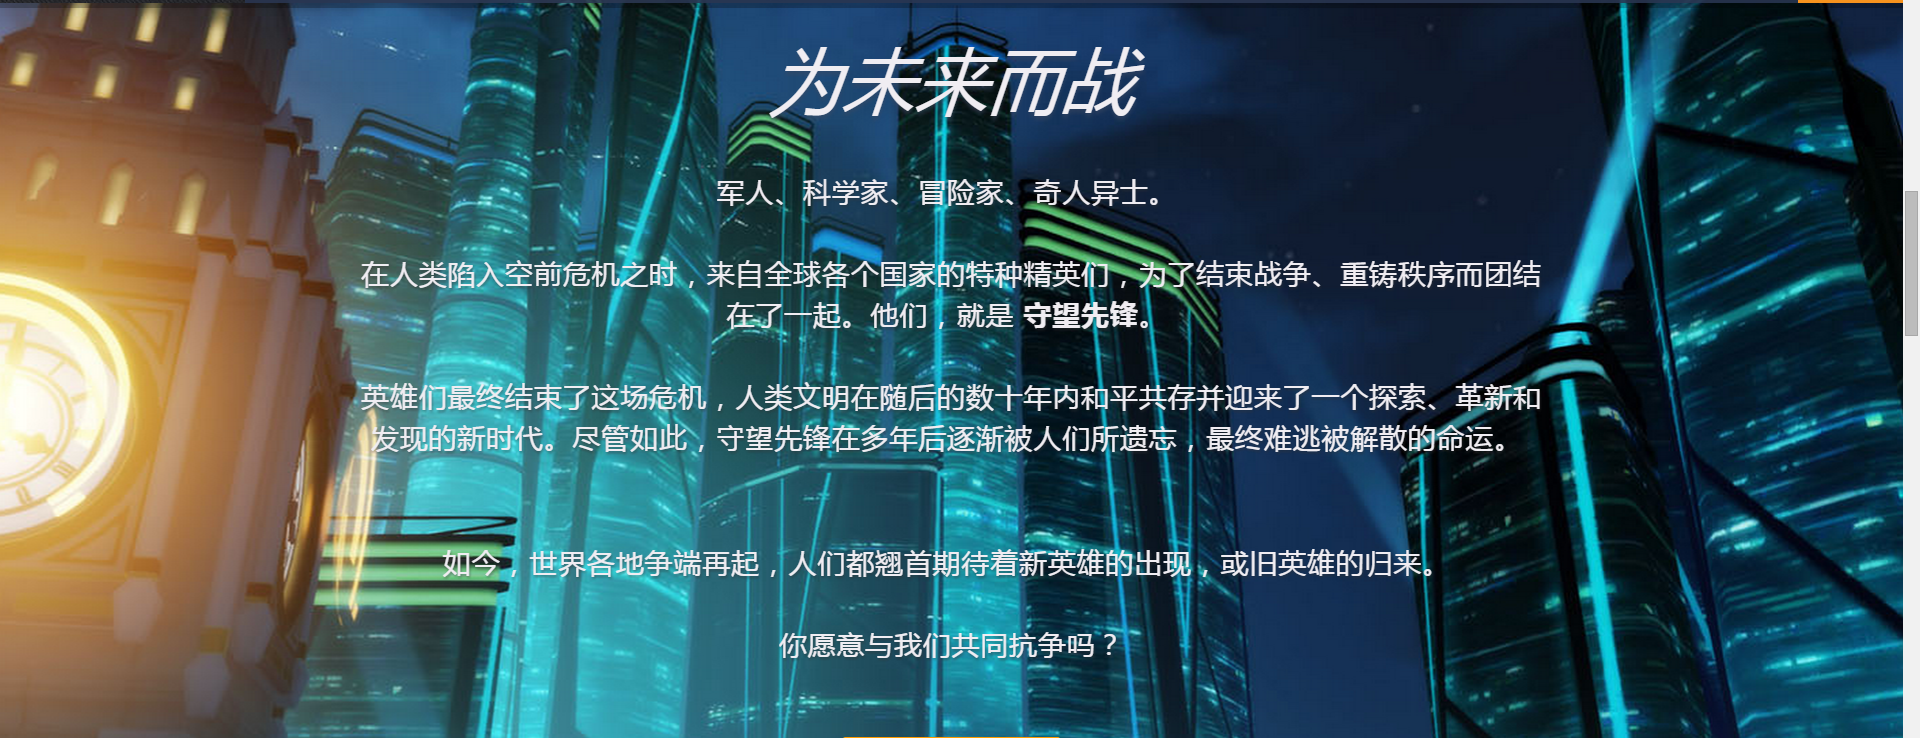 为未来而战
军人、科学家、冒险家、奇人异士。
在人类陷入空前危机之时，来自全球各个国家的特种精英们，为了结束战争、重铸秩序而团结
在了一起。他们，就是 守望先锋。
英雄们最终结束了这场危机，人类文明在随后的数十年内和平共存并迎来了一个探索、革新和
发现的新时代。尽管如此，守望先锋在多年后逐渐被人们所遗忘，最终难逃被解散的命运。
如今，世界各地争端再起，人们都翘首期待着新英雄的出现，或旧英雄的归来。
你愿意与我们共同抗争吗？